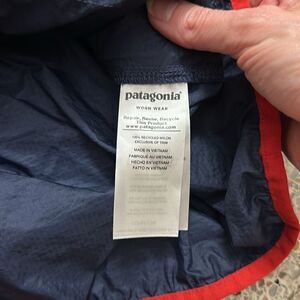 patagonia®
WORN WEAR
Repair, Reuse, Recycle
This Product
www.patagonia.com
100% RECYCLED NYLON
EXCLUSIVE OF TRIM
MADE IN VIETNAM
FABRIQUÉ AU VIETNAM
HECHO EN VIETNAM
FATTO IN VIETNAM